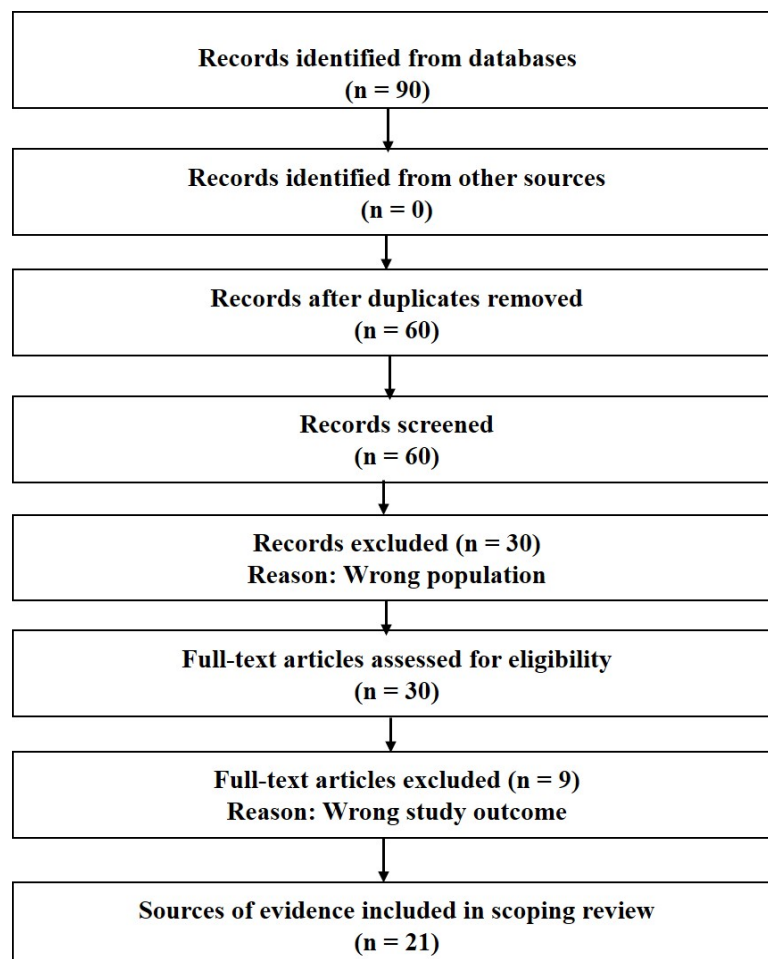 Records identified from databases
(n = 90)
Records identified from other sources
(n = 0)
Records after duplicates removed
(n = 60)
Records screened
(n = 60)
Records excluded (n = 30)
Reason: Wrong population
Full-text articles assessed for eligibility
(n = 30)
Full-text articles excluded (n = 9)
Reason: Wrong study outcome
Sources of evidence included in scoping review
(n = 21)